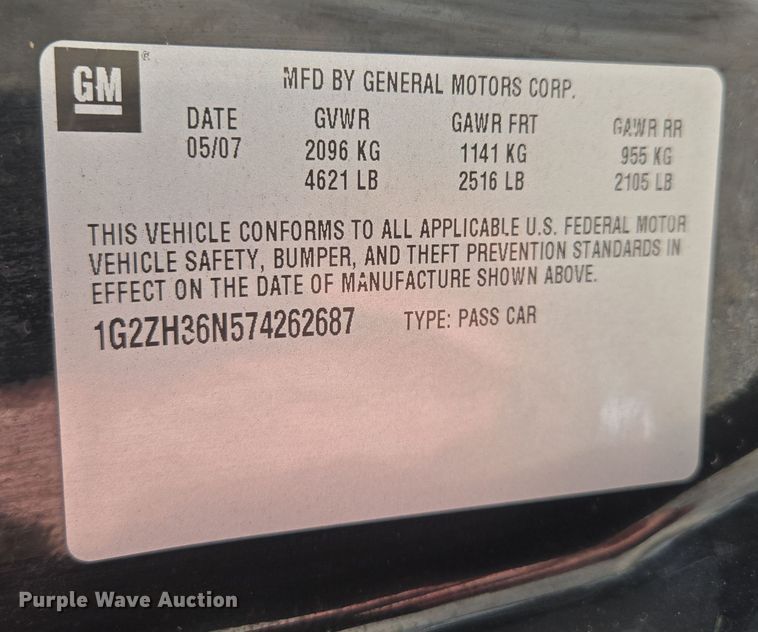 GM
MFD BY GENERAL MOTORS CORP.
DATE GVWR GAWR FRT GAWR RR
05/07 2096 KG 1141 KG 955 KG
4621 LB 2516 LB 2105 LB
THIS VEHICLE CONFORMS TO ALL APPLICABLE U.S. FEDERAL MOTOR
VEHICLE SAFETY, BUMPER, AND THEFT PREVENTION STANDARDS IN
EFFECT ON THE DATE OF MANUFACTURE SHOWN ABOVE.
1G2ZH36N574262687 TYPE: PASS CAR
Purple Wave Auction